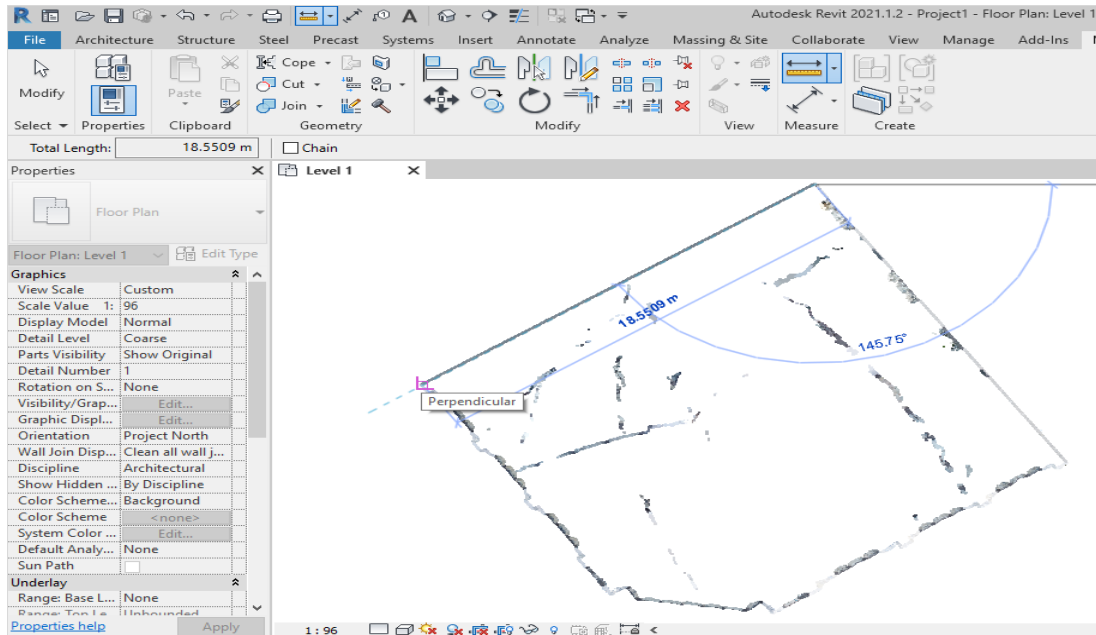 Autodesk Revit 2021.1.2 - Project1 - Floor Plan: Level 1
File Architecture Structure Steel Precast Systems Insert Annotate Analyze Massing & Site Collaborate View Manage Add-Ins
Modify
Paste
Cope
Cut
Join
Select Properties Clipboard Geometry Modify View Measure Create
Total Length: 18.5509 m Chain
Properties
Level 1
Floor Plan
Floor Plan: Level 1 Edit Type
Graphics
View Scale Custom
Scale Value 1: 96
Display Model Normal
Detail Level Coarse
Parts Visibility Show Original
Detail Number 1
Rotation on S... None
Visibility/Grap... Edit...
Graphic Displ... Edit...
Orientation Project North
Wall Join Disp... Clean all wall j...
Discipline Architectural
Show Hidden ... By Discipline
Color Scheme... Background
Color Scheme <none>
System Color ... Edit...
Default Analy... None
Sun Path
Underlay
Range: Base L... None
Properties help Apply
18.5509 m
145.75°
Perpendicular
1 : 96